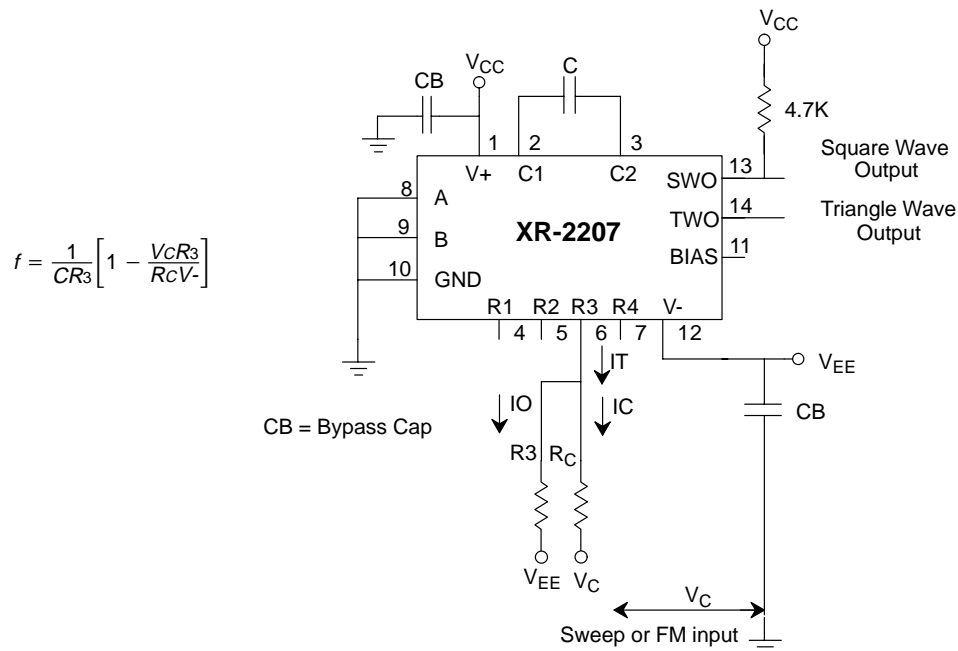 VCC
VCC
CB
C
4.7K
1
2
3
V+
C1
C2
Square Wave
Output
SWO
13
8
A
TWO
14
Triangle Wave
Output
9
B
XR-2207
BIAS
11
10
GND
f = 1/CR3 [1 − VCR3/RCV-]
R1
R2
R3
R4
V-
4
5
6
7
12
IT
VEE
IO
IC
CB
CB = Bypass Cap
R3
RC
VEE
VC
VC
Sweep or FM input